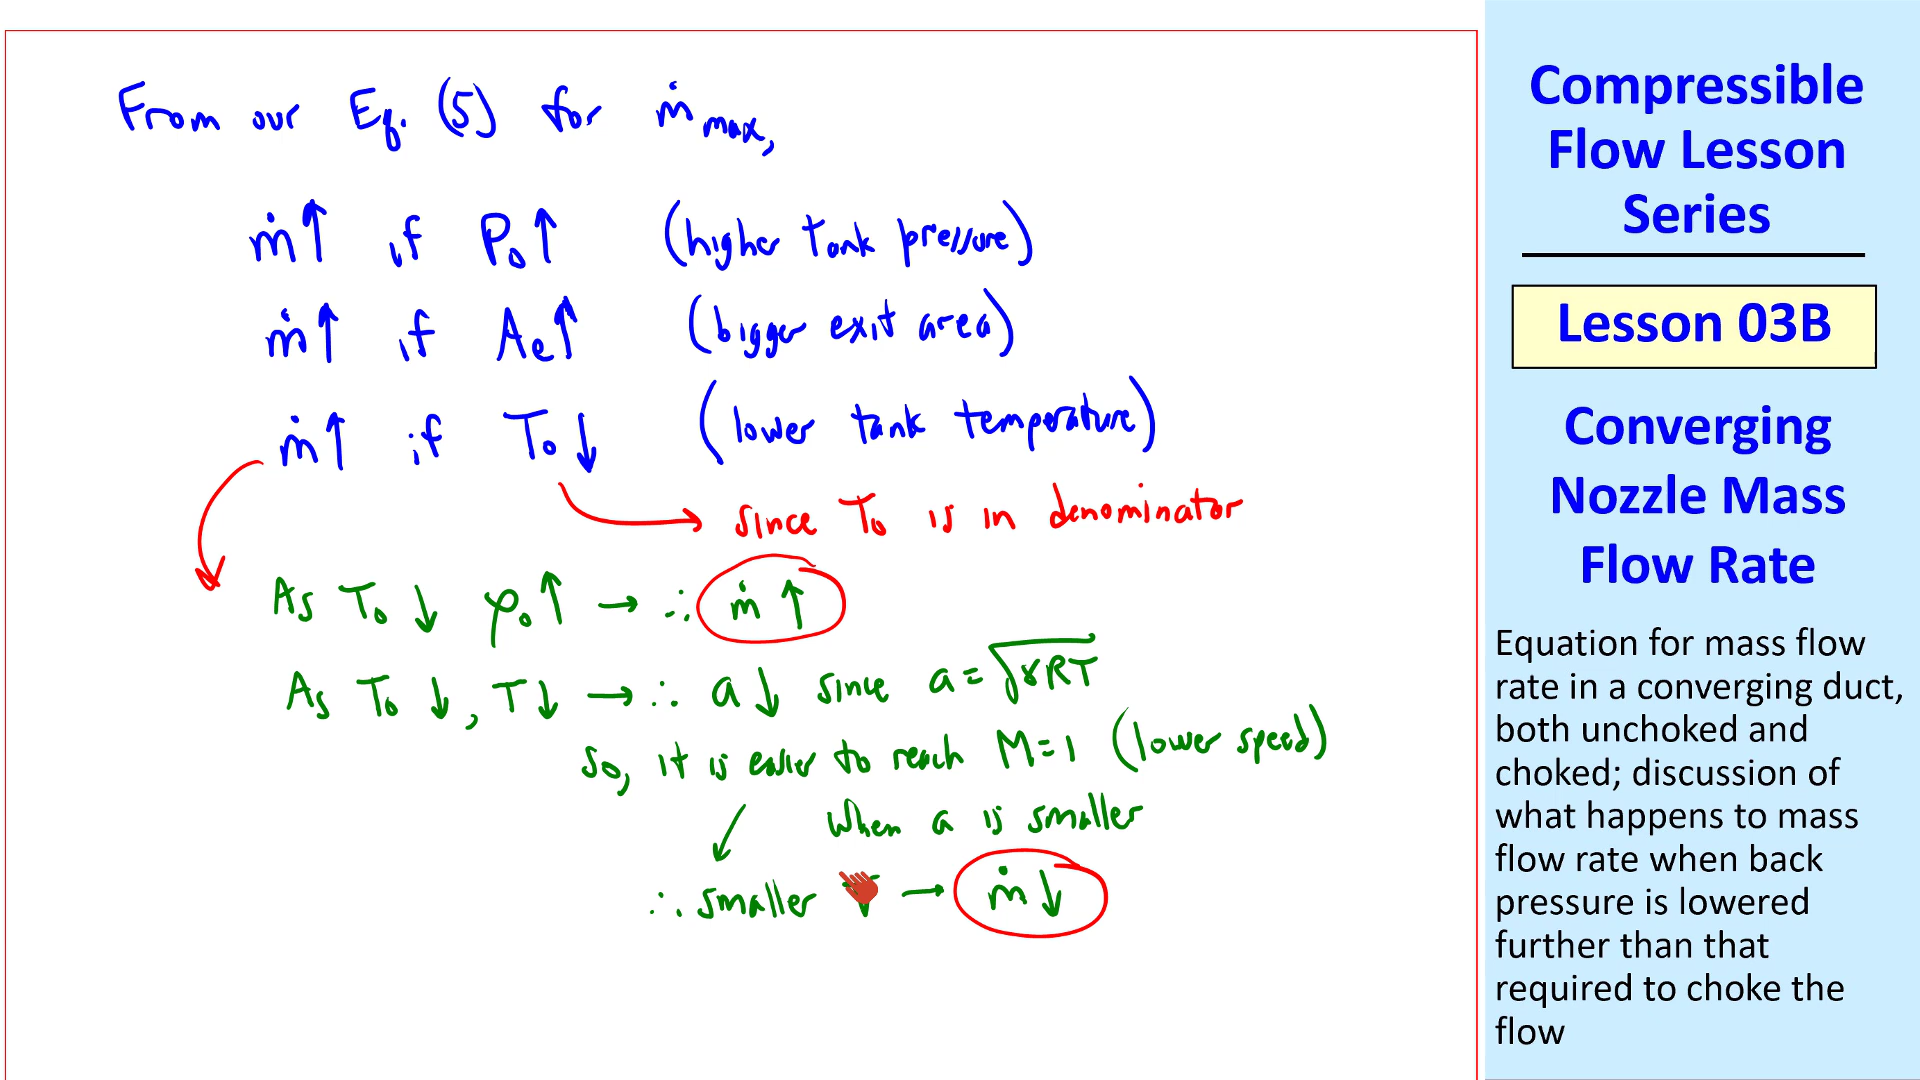 From our Eq. (5) for ṁ max,
ṁ↑ if P₀↑ (higher tank pressure)
ṁ↑ if Ae↑ (bigger exit area)
ṁ↑ if T₀↓ (lower tank temperature)
→ since T₀ is in denominator
As T₀↓ ρ₀↑ → ∴ ṁ↑
As T₀↓, T↓ → ∴ a↓ since a = √γRT
so, it is easier to reach M=1 (lower speed)
when a is smaller
∴ smaller → ṁ↓
Compressible
Flow Lesson
Series
Lesson 03B
Converging
Nozzle Mass
Flow Rate
Equation for mass flow
rate in a converging duct,
both unchoked and
choked; discussion of
what happens to mass
flow rate when back
pressure is lowered
further than that
required to choke the
flow